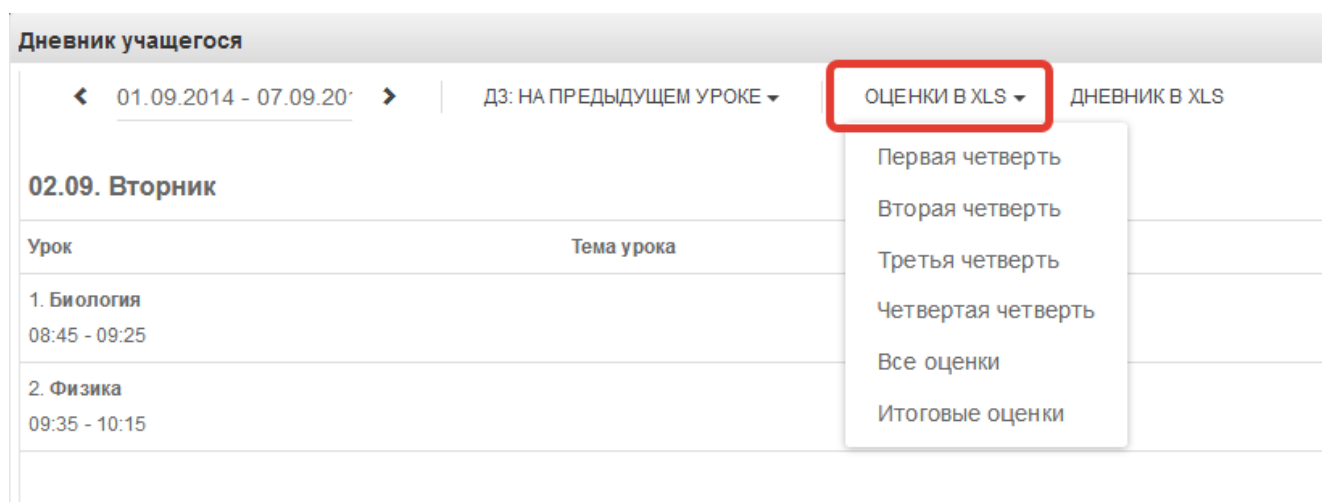 Дневник учащегося
01.09.2014 - 07.09.20 ДЗ: НА ПРЕДЫДУЩЕМ УРОКЕ ОЦЕНКИ В XLS ДНЕВНИК В XLS
Первая четверть
Вторая четверть
Третья четверть
Четвертая четверть
Все оценки
Итоговые оценки
02.09. Вторник
Урок Тема урока
1. Биология
08:45 - 09:25
2. Физика
09:35 - 10:15